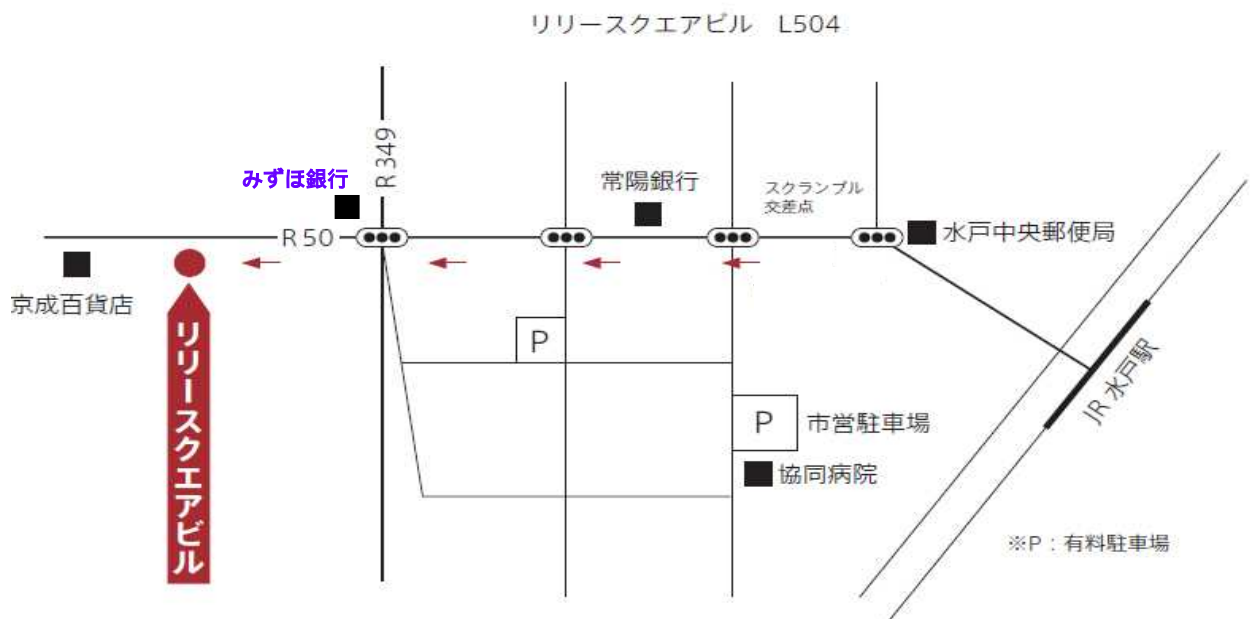 リリースクエアビル L504
R349
みずほ銀行
常陽銀行
スクランブル
交差点
R50
水戸中央郵便局
京成百貨店
リリースクエアビル
P
P
市営駐車場
協同病院
JR 水戸駅
※P：有料駐車場